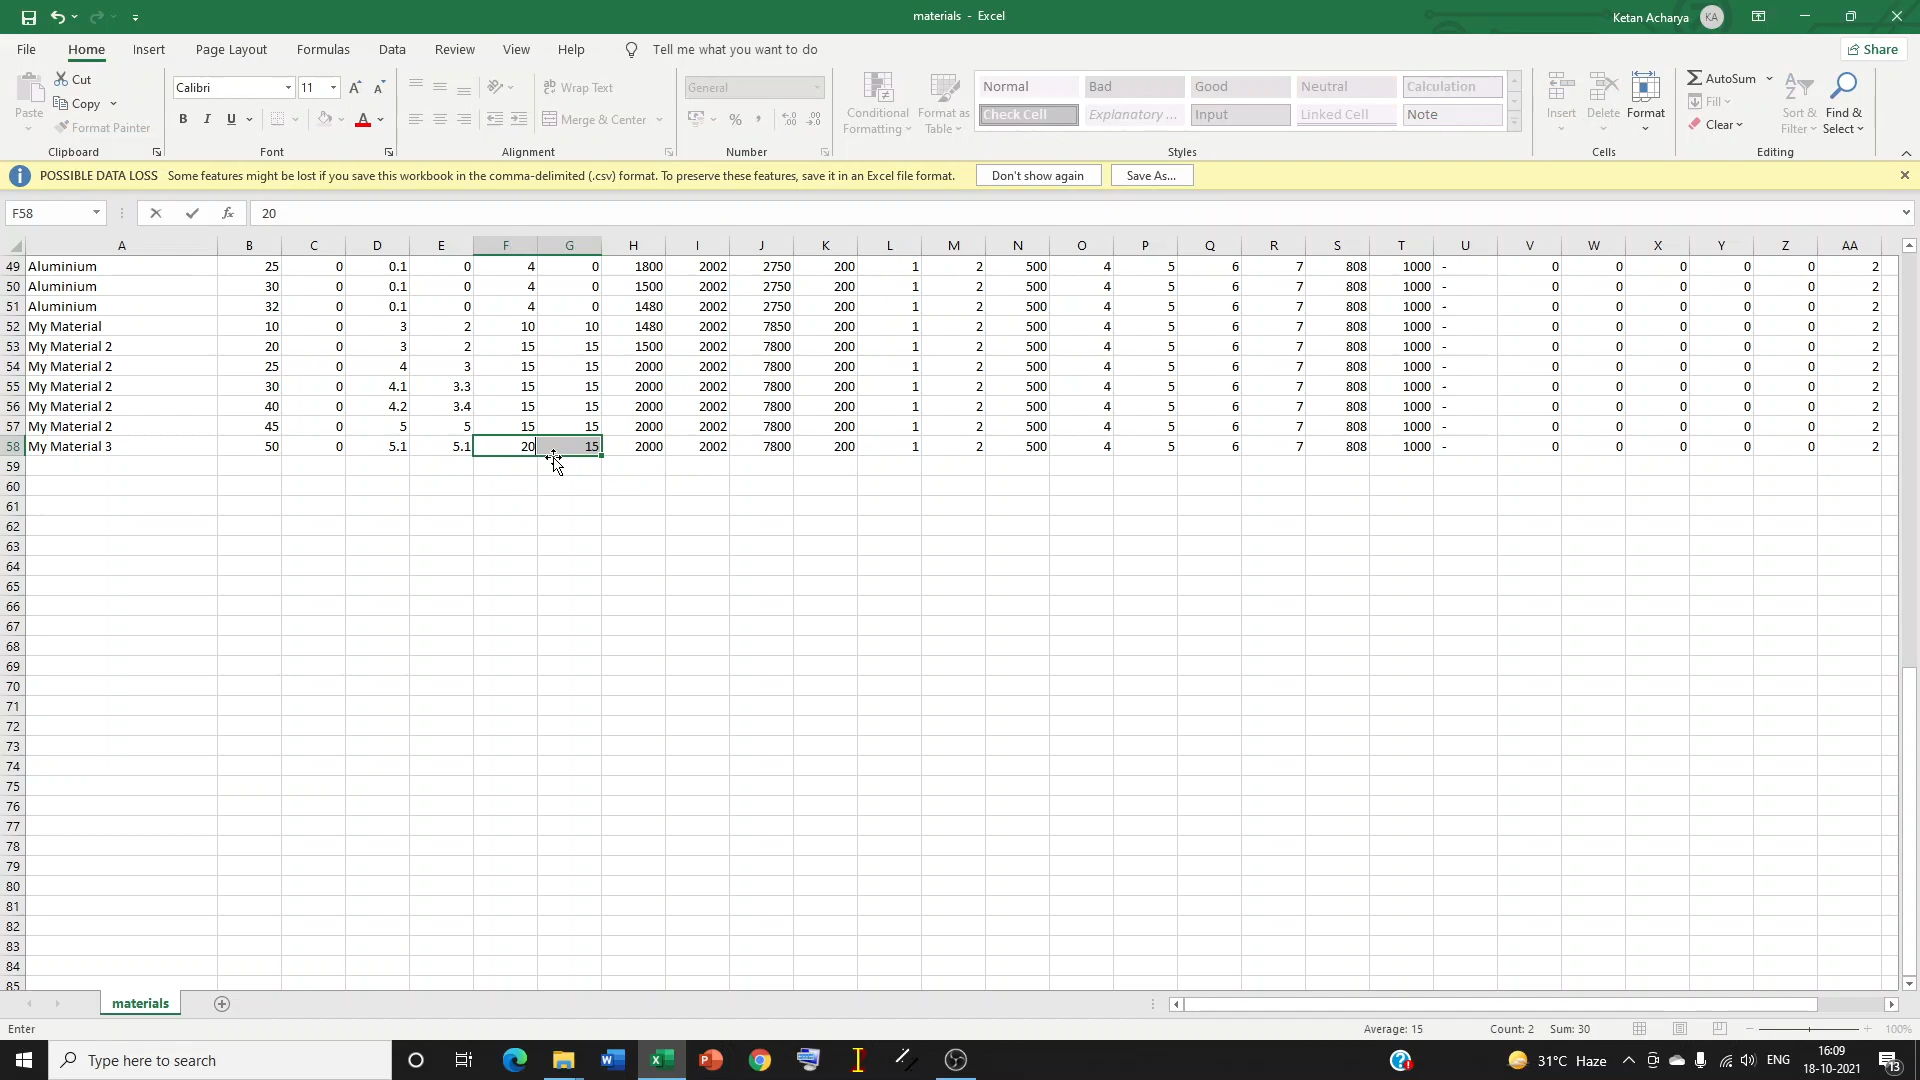 materials - Excel
Ketan Acharya KA
File Home Insert Page Layout Formulas Data Review View Help Tell me what you want to do Share
Paste Cut Copy Format Painter Clipboard
Calibri 11 B I U Font
Wrap Text Merge & Center Alignment
General % Number
Conditional Formatting Format as Table
Normal Bad Good Neutral Calculation
Check Cell Explanatory ... Input Linked Cell Note
Styles
Insert Delete Format Cells
AutoSum Fill Clear Sort & Filter Find & Select Editing
POSSIBLE DATA LOSS Some features might be lost if you save this workbook in the comma-delimited (.csv) format. To preserve these features, save it in an Excel file format. Don't show again Save As...
F58 fx 20
A B C D E F G H I J K L M N O P Q R S T U V W X Y Z AA
49 Aluminium 25 0 0.1 0 4 0 1800 2002 2750 200 1 2 500 4 5 6 7 808 1000 - 0 0 0 0 0 2
50 Aluminium 30 0 0.1 0 4 0 1500 2002 2750 200 1 2 500 4 5 6 7 808 1000 - 0 0 0 0 0 2
51 Aluminium 32 0 0.1 0 4 0 1480 2002 2750 200 1 2 500 4 5 6 7 808 1000 - 0 0 0 0 0 2
52 My Material 10 0 3 2 10 10 1480 2002 7850 200 1 2 500 4 5 6 7 808 1000 - 0 0 0 0 0 2
53 My Material 2 20 0 3 2 15 15 1500 2002 7800 200 1 2 500 4 5 6 7 808 1000 - 0 0 0 0 0 2
54 My Material 2 25 0 4 3 15 15 2000 2002 7800 200 1 2 500 4 5 6 7 808 1000 - 0 0 0 0 0 2
55 My Material 2 30 0 4.1 3.3 15 15 2000 2002 7800 200 1 2 500 4 5 6 7 808 1000 - 0 0 0 0 0 2
56 My Material 2 40 0 4.2 3.4 15 15 2000 2002 7800 200 1 2 500 4 5 6 7 808 1000 - 0 0 0 0 0 2
57 My Material 2 45 0 5 5 15 15 2000 2002 7800 200 1 2 500 4 5 6 7 808 1000 - 0 0 0 0 0 2
58 My Material 3 50 0 5.1 5.1 20 15 2000 2002 7800 200 1 2 500 4 5 6 7 808 1000 - 0 0 0 0 0 2
59
60
61
62
63
64
65
66
67
68
69
70
71
72
73
74
75
76
77
78
79
80
81
82
83
84
85
materials
Enter Average: 15 Count: 2 Sum: 30 100%
Type here to search 31°C Haze ENG 16:09
18-10-2021 13